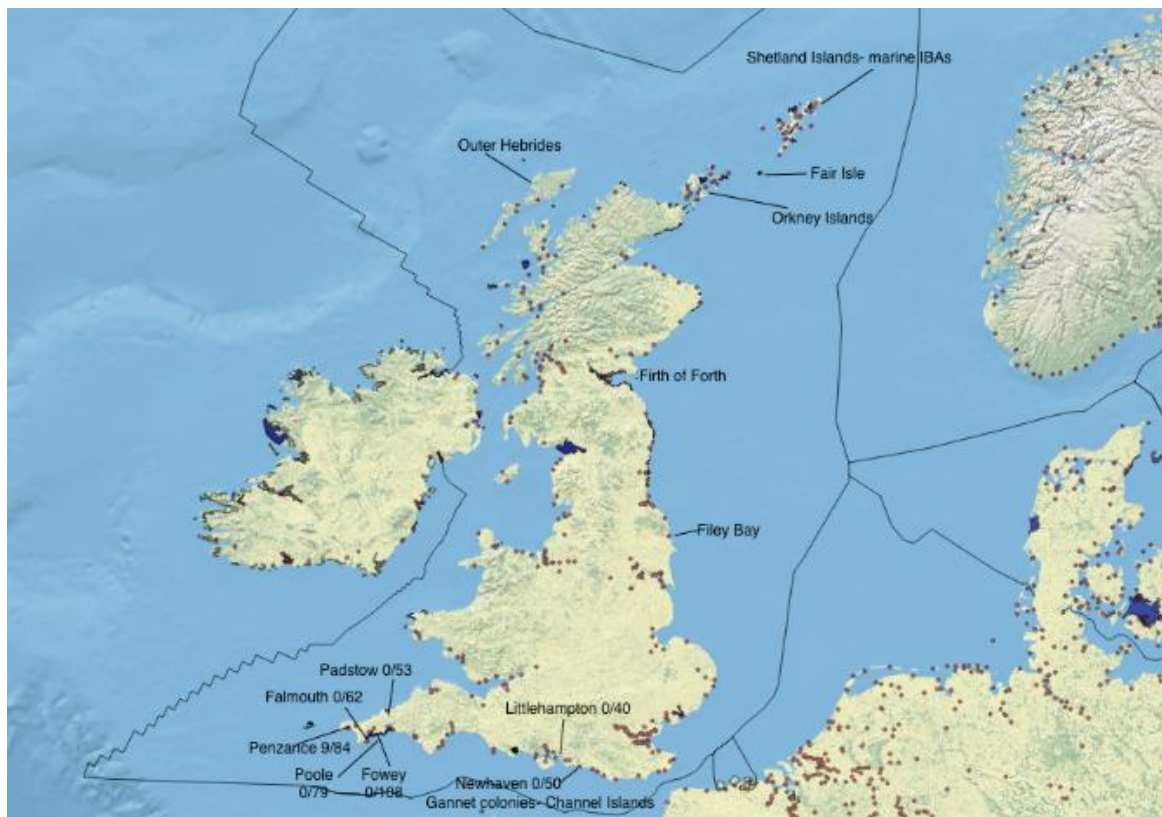 Shetland Islands- marine IBAs
Outer Hebrides
Fair Isle
Orkney Islands
Firth of Forth
Filey Bay
Padstow 0/53
Falmouth 0/62
Littlehampton 0/40
Penzance 9/84
Poole
0/79
Fowey
0/108
Newhaven 0/50
Gannet colonies- Channel Islands